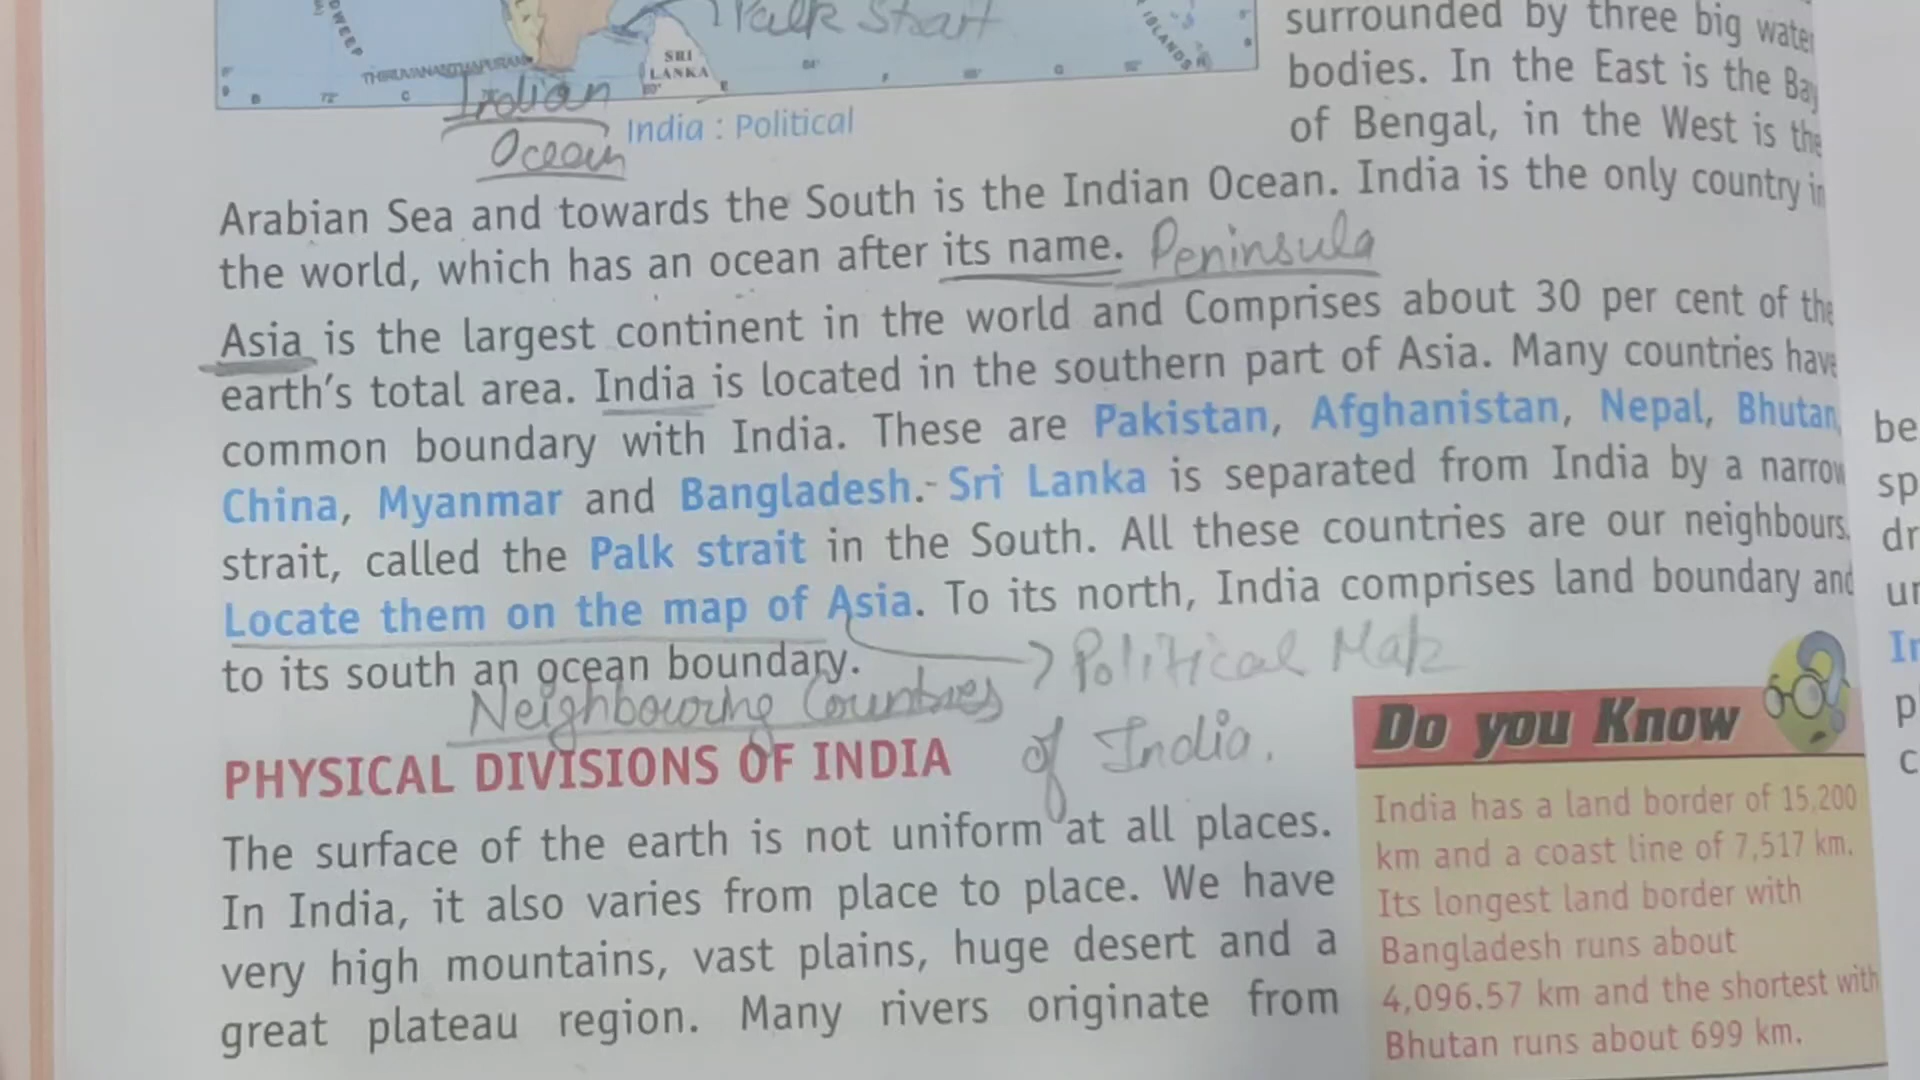 Palk Strait
DWEEP
ISLANDS
THIRUVANANTHAPURAM
SRI
LANKA
Indian
Ocean
India : Political
surrounded by three big water
bodies. In the East is the Bay
of Bengal, in the West is the
Arabian Sea and towards the South is the Indian Ocean. India is the only country in
the world, which has an ocean after its name. Peninsula
Asia is the largest continent in the world and Comprises about 30 per cent of the
earth's total area. India is located in the southern part of Asia. Many countries have
common boundary with India. These are Pakistan, Afghanistan, Nepal, Bhutan,
China, Myanmar and Bangladesh. Sri Lanka is separated from India by a narrow
strait, called the Palk strait in the South. All these countries are our neighbours.
Locate them on the map of Asia. To its north, India comprises land boundary and
to its south an ocean boundary.
Political Map
of India.
Neighbouring Countries
PHYSICAL DIVISIONS OF INDIA
The surface of the earth is not uniform at all places.
In India, it also varies from place to place. We have
very high mountains, vast plains, huge desert and a
great plateau region. Many rivers originate from
Do you Know
India has a land border of 15,200
km and a coast line of 7,517 km.
Its longest land border with
Bangladesh runs about
4,096.57 km and the shortest with
Bhutan runs about 699 km.
be
sp
dr
ur
In
p
c